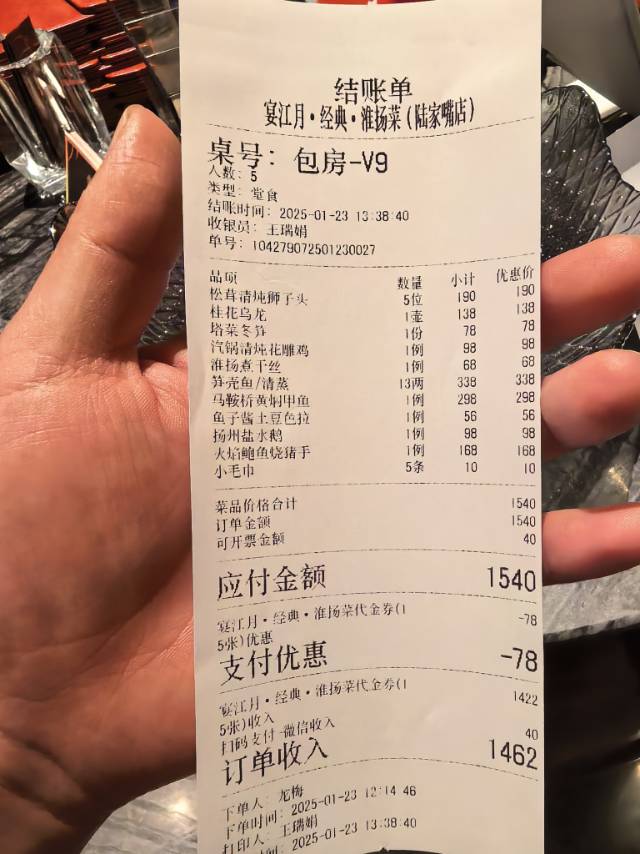 结账单
宴江月·经典·淮扬菜(陆家嘴店)
桌号: 包房-V9
人数: 5
类型: 堂食
结账时间: 2025-01-23 13:38:40
收银员: 王瑞娟
单号: 104279072501230027
品项 数量 小计 优惠价
松茸清炖狮子头 5位 190 190
桂花乌龙 1壶 138 138
塔菜冬笋 1份 78 78
汽锅清炖花雕鸡 1例 98 98
淮扬煮干丝 1例 68 68
笋壳鱼/清蒸 13两 338 338
马鞍桥黄焖甲鱼 1例 298 298
鱼子酱土豆色拉 1例 56 56
扬州盐水鹅 1例 98 98
火焰鲍鱼烧猪手 1例 168 168
小毛巾 5条 10 10
菜品价格合计 1540
订单金额 1540
可开票金额 40
应付金额 1540
宴江月·经典·淮扬菜代金券(1 -78
5张)优惠
支付优惠 -78
宴江月·经典·淮扬菜代金券(1 1422
5张)收入
扫码支付-微信收入 40
订单收入 1462
下单人: 龙梅
下单时间: 2025-01-23 12:14:46
打印人: 王瑞娟
时间: 2025-01-23 13:38:40